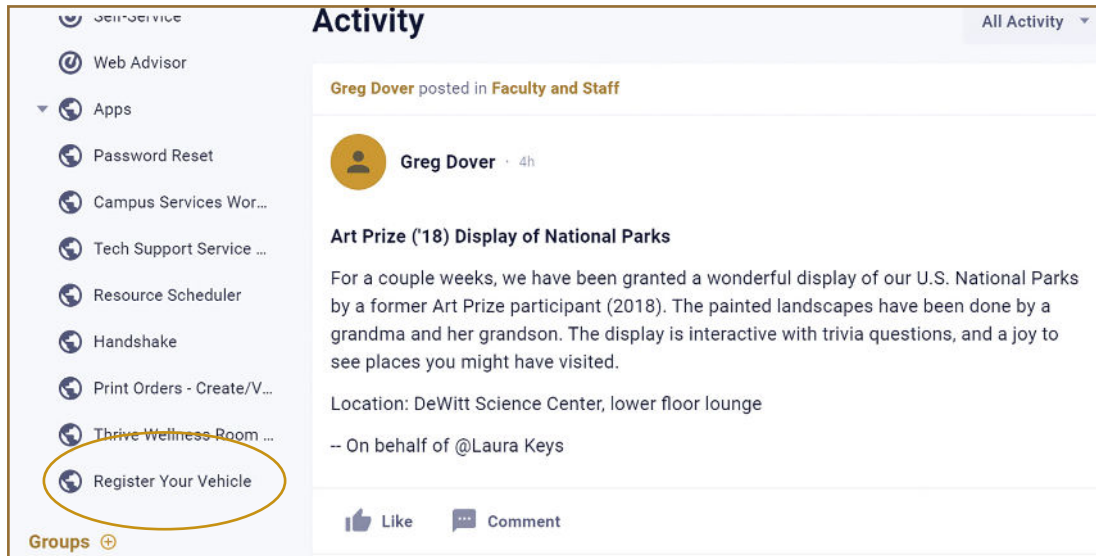 Self-Service
Web Advisor
Apps
Password Reset
Campus Services Wor...
Tech Support Service ...
Resource Scheduler
Handshake
Print Orders - Create/V...
Thrive Wellness Room ...
Register Your Vehicle
Groups
Activity
All Activity
Greg Dover posted in Faculty and Staff
Greg Dover · 4h
Art Prize ('18) Display of National Parks
For a couple weeks, we have been granted a wonderful display of our U.S. National Parks
by a former Art Prize participant (2018). The painted landscapes have been done by a
grandma and her grandson. The display is interactive with trivia questions, and a joy to
see places you might have visited.
Location: DeWitt Science Center, lower floor lounge
-- On behalf of @Laura Keys
Like
Comment